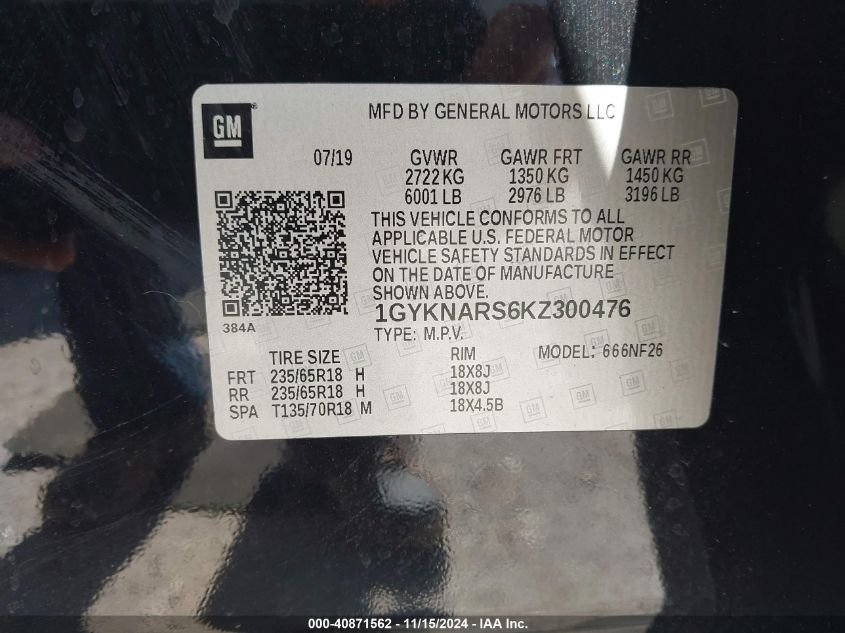 GM
MFD BY GENERAL MOTORS LLC
07/19 GVWR GAWR FRT GAWR RR
2722 KG 1350 KG 1450 KG
6001 LB 2976 LB 3196 LB
THIS VEHICLE CONFORMS TO ALL
APPLICABLE U.S. FEDERAL MOTOR
VEHICLE SAFETY STANDARDS IN EFFECT
ON THE DATE OF MANUFACTURE
SHOWN ABOVE.
384A
1GYKNARS6KZ300476
TYPE: M.P.V.
TIRE SIZE RIM MODEL: 666NF26
FRT 235/65R18 H 18X8J
RR 235/65R18 H 18X8J
SPA T135/70R18 M 18X4.5B
000-40871562 - 11/15/2024 - IAA Inc.